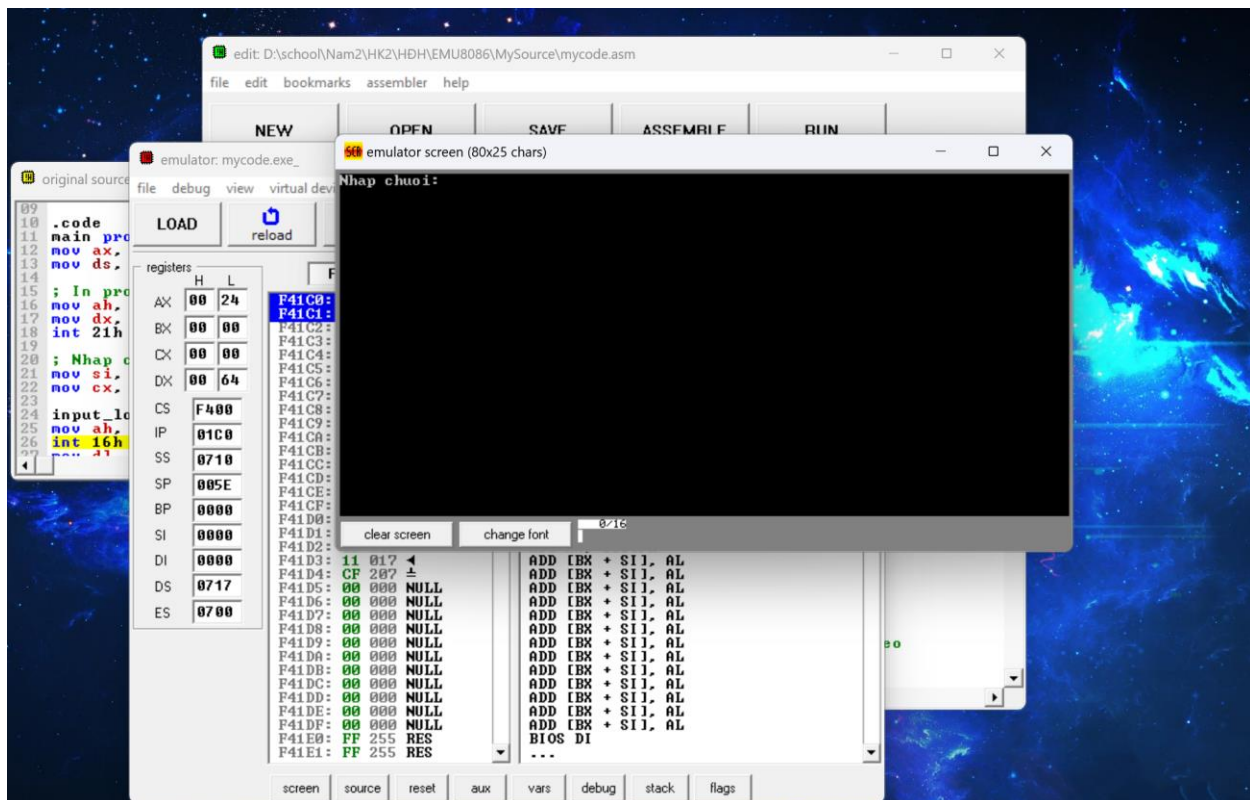 edit: D:\school\Nam2\HK2\HĐH\EMU8086\MySource\mycode.asm
file edit bookmarks assembler help
NEW OPEN SAVE ASSEMBLE RUN
emulator: mycode.exe_
file debug view virtual devi
LOAD reload
original source
09
10 .code
11 main pro
12 mov ax,
13 mov ds,
14
15 ; In pro
16 mov ah,
17 mov dx,
18 int 21h
19
20 ; Nhap c
21 mov si,
22 mov cx,
23
24 input_lo
25 mov ah,
26 int 16h
27 mov dl
registers
H L
AX 00 24
BX 00 00
CX 00 00
DX 00 64
CS F400
IP 01C0
SS 0710
SP 005E
BP 0000
SI 0000
DI 0000
DS 0717
ES 0700
SCR emulator screen (80x25 chars)
Nhap chuoi:
clear screen change font 0/16
F41C0:
F41C1:
F41C2:
F41C3:
F41C4:
F41C5:
F41C6:
F41C7:
F41C8:
F41C9:
F41CA:
F41CB:
F41CC:
F41CD:
F41CE:
F41CF:
F41D0:
F41D1:
F41D2:
F41D3: 11 017 ◄ ADD [BX + SI], AL
F41D4: CF 207 ╧ ADD [BX + SI], AL
F41D5: 00 000 NULL ADD [BX + SI], AL
F41D6: 00 000 NULL ADD [BX + SI], AL
F41D7: 00 000 NULL ADD [BX + SI], AL
F41D8: 00 000 NULL ADD [BX + SI], AL
F41D9: 00 000 NULL ADD [BX + SI], AL
F41DA: 00 000 NULL ADD [BX + SI], AL
F41DB: 00 000 NULL ADD [BX + SI], AL
F41DC: 00 000 NULL ADD [BX + SI], AL
F41DD: 00 000 NULL ADD [BX + SI], AL
F41DE: 00 000 NULL ADD [BX + SI], AL
F41DF: 00 000 NULL ADD [BX + SI], AL
F41E0: FF 255 RES BIOS DI
F41E1: FF 255 RES ...
eo
screen source reset aux vars debug stack flags